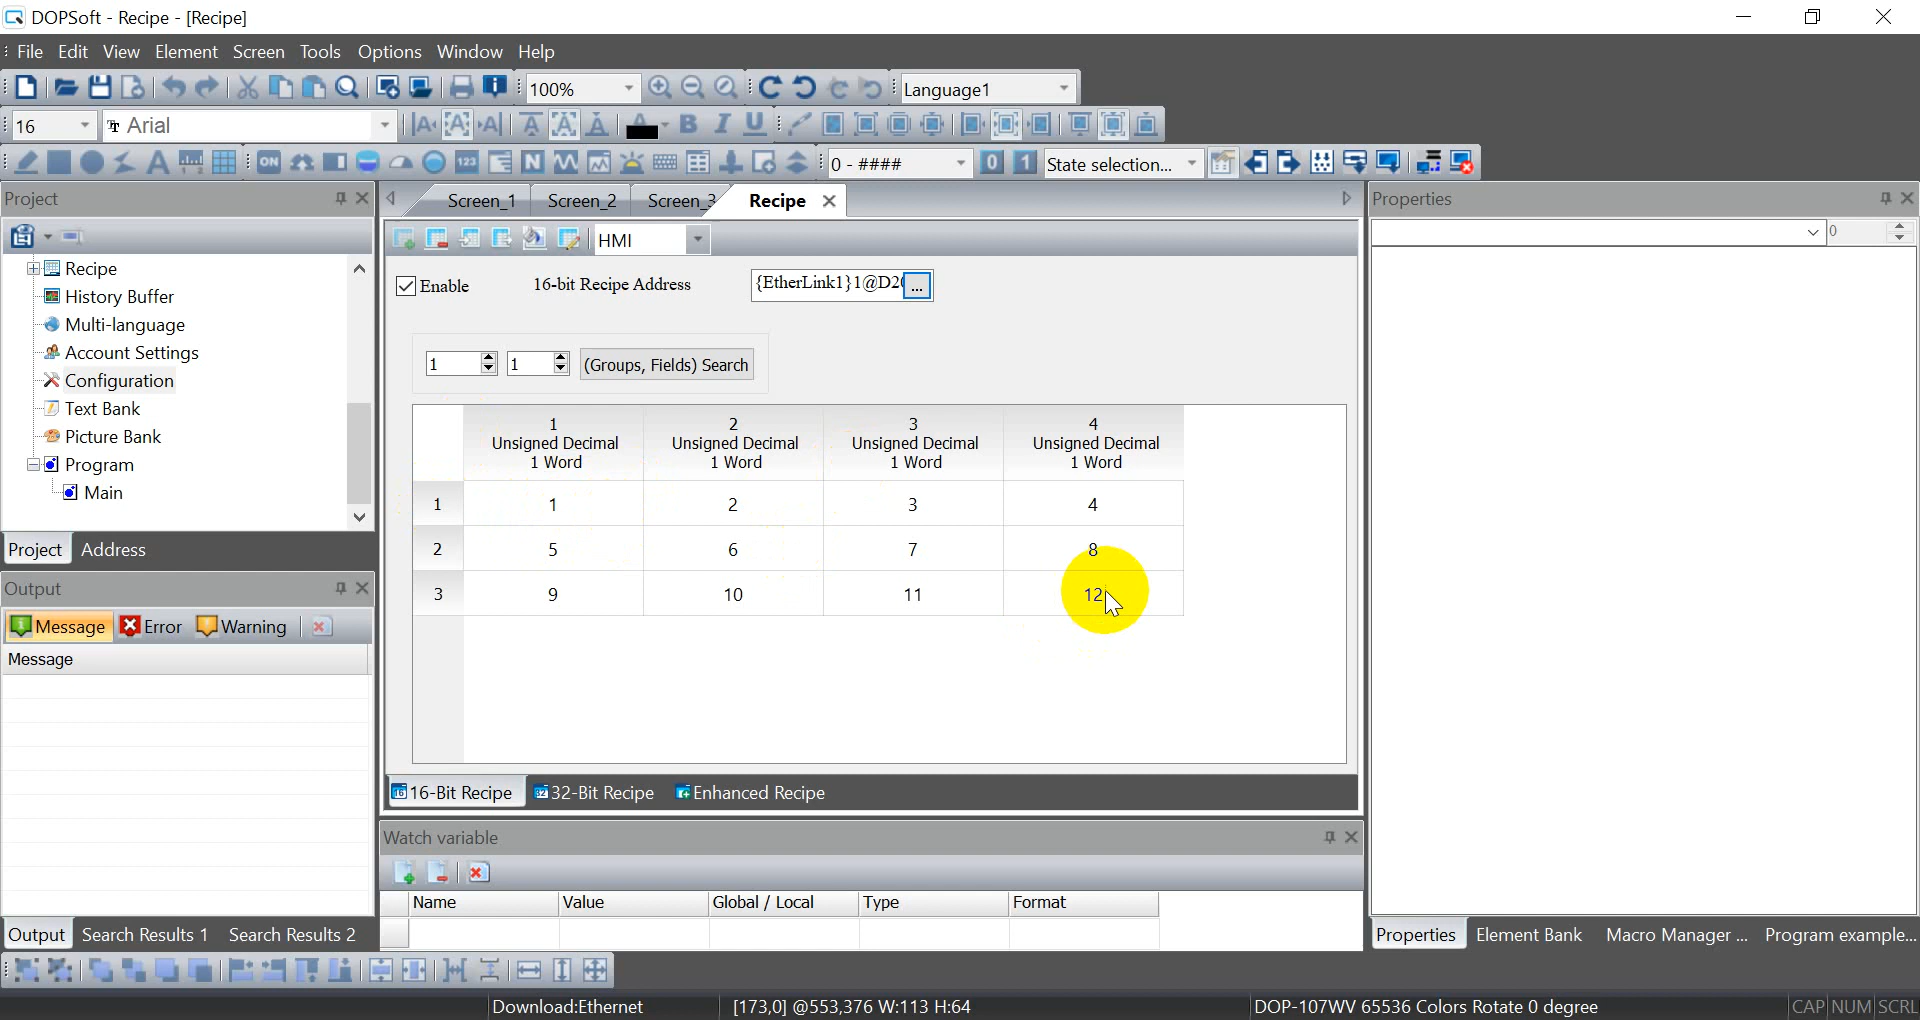 DOPSoft - Recipe - [Recipe]
File Edit View Element Screen Tools Options Window Help
100% Language1
16 Arial
ON 123 N 0 - #### 0 1 State selection...
Project
Screen_1 Screen_2 Screen_3 Recipe
Properties
HMI
0
Recipe
History Buffer
Multi-language
Account Settings
Configuration
Text Bank
Picture Bank
Program
Main
Project Address
Enable 16-bit Recipe Address {EtherLink1}1@D2 ...
1 1 (Groups, Fields) Search
1 2 3 4
Unsigned Decimal Unsigned Decimal Unsigned Decimal Unsigned Decimal
1 Word 1 Word 1 Word 1 Word
1 1 2 3 4
2 5 6 7 8
3 9 10 11 12
Output
Message Error Warning
Message
16-Bit Recipe 32-Bit Recipe Enhanced Recipe
Watch variable
Name Value Global / Local Type Format
Output Search Results 1 Search Results 2
Properties Element Bank Macro Manager ... Program example...
Download:Ethernet [173,0] @553,376 W:113 H:64 DOP-107WV 65536 Colors Rotate 0 degree CAP NUM SCRL